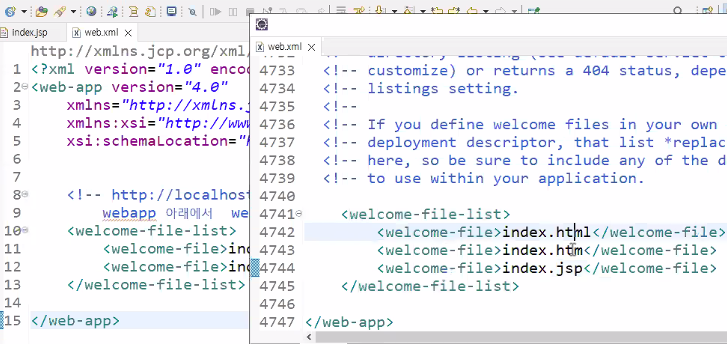 index.jsp
web.xml
http://xmlns.jcp.org/xml/
1 <?xml version="1.0" enco
2 <web-app version="4.0"
3 xmlns="http://xmlns.j
4 xmlns:xsi="http://www
5 xsi:schemaLocation="h
6
7
8 <!-- http://localhost
9 webapp 아래에서 we
10 <welcome-file-list>
11 <welcome-file>in
12 <welcome-file>in
13 </welcome-file-list>
14
15 </web-app>
web.xml
4733 <!-- customize) or returns a 404 status, depe
4734 <!-- listings setting.
4735 <!--
4736 <!-- If you define welcome files in your own
4737 <!-- deployment descriptor, that list *replac
4738 <!-- here, so be sure to include any of the d
4739 <!-- to use within your application.
4740
4741 <welcome-file-list>
4742 <welcome-file>index.html</welcome-file>
4743 <welcome-file>index.htm</welcome-file>
4744 <welcome-file>index.jsp</welcome-file>
4745 </welcome-file-list>
4746
4747 </web-app>